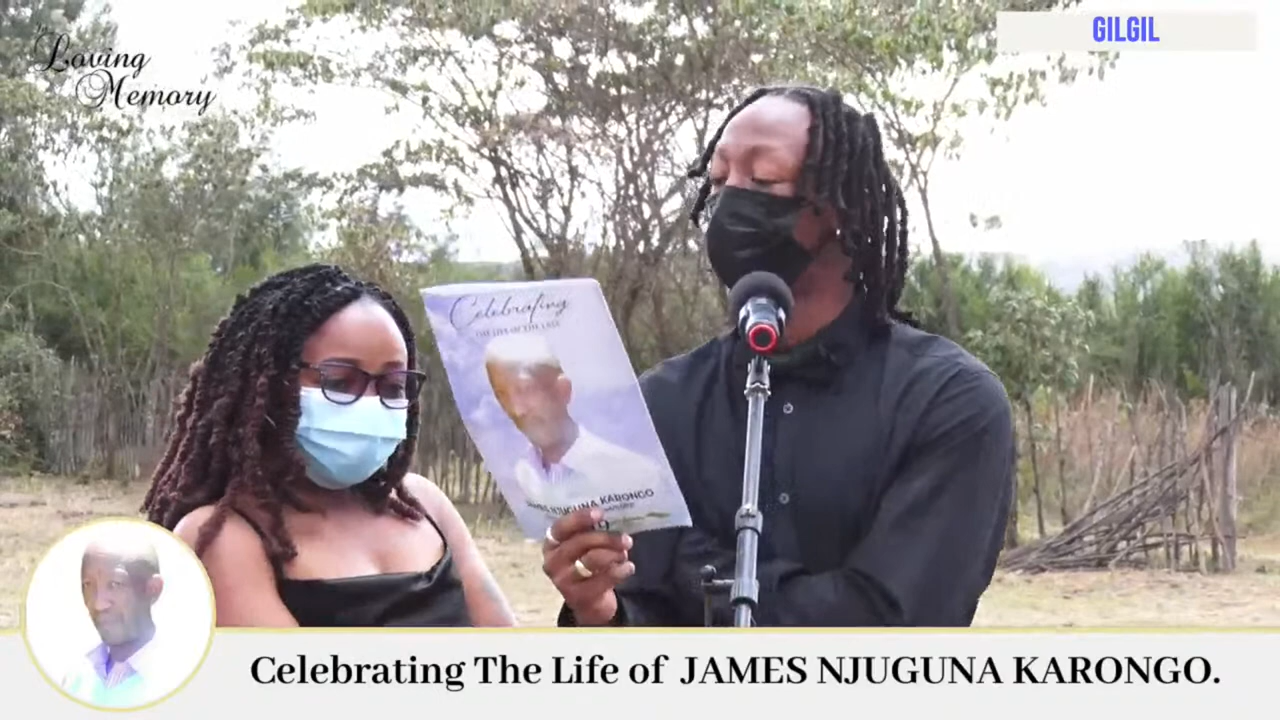 In Loving
Memory
GILGIL
Celebrating
THE LIFE OF THE LATE
JAMES NJUGUNA KARONGO
Celebrating The Life of JAMES NJUGUNA KARONGO.